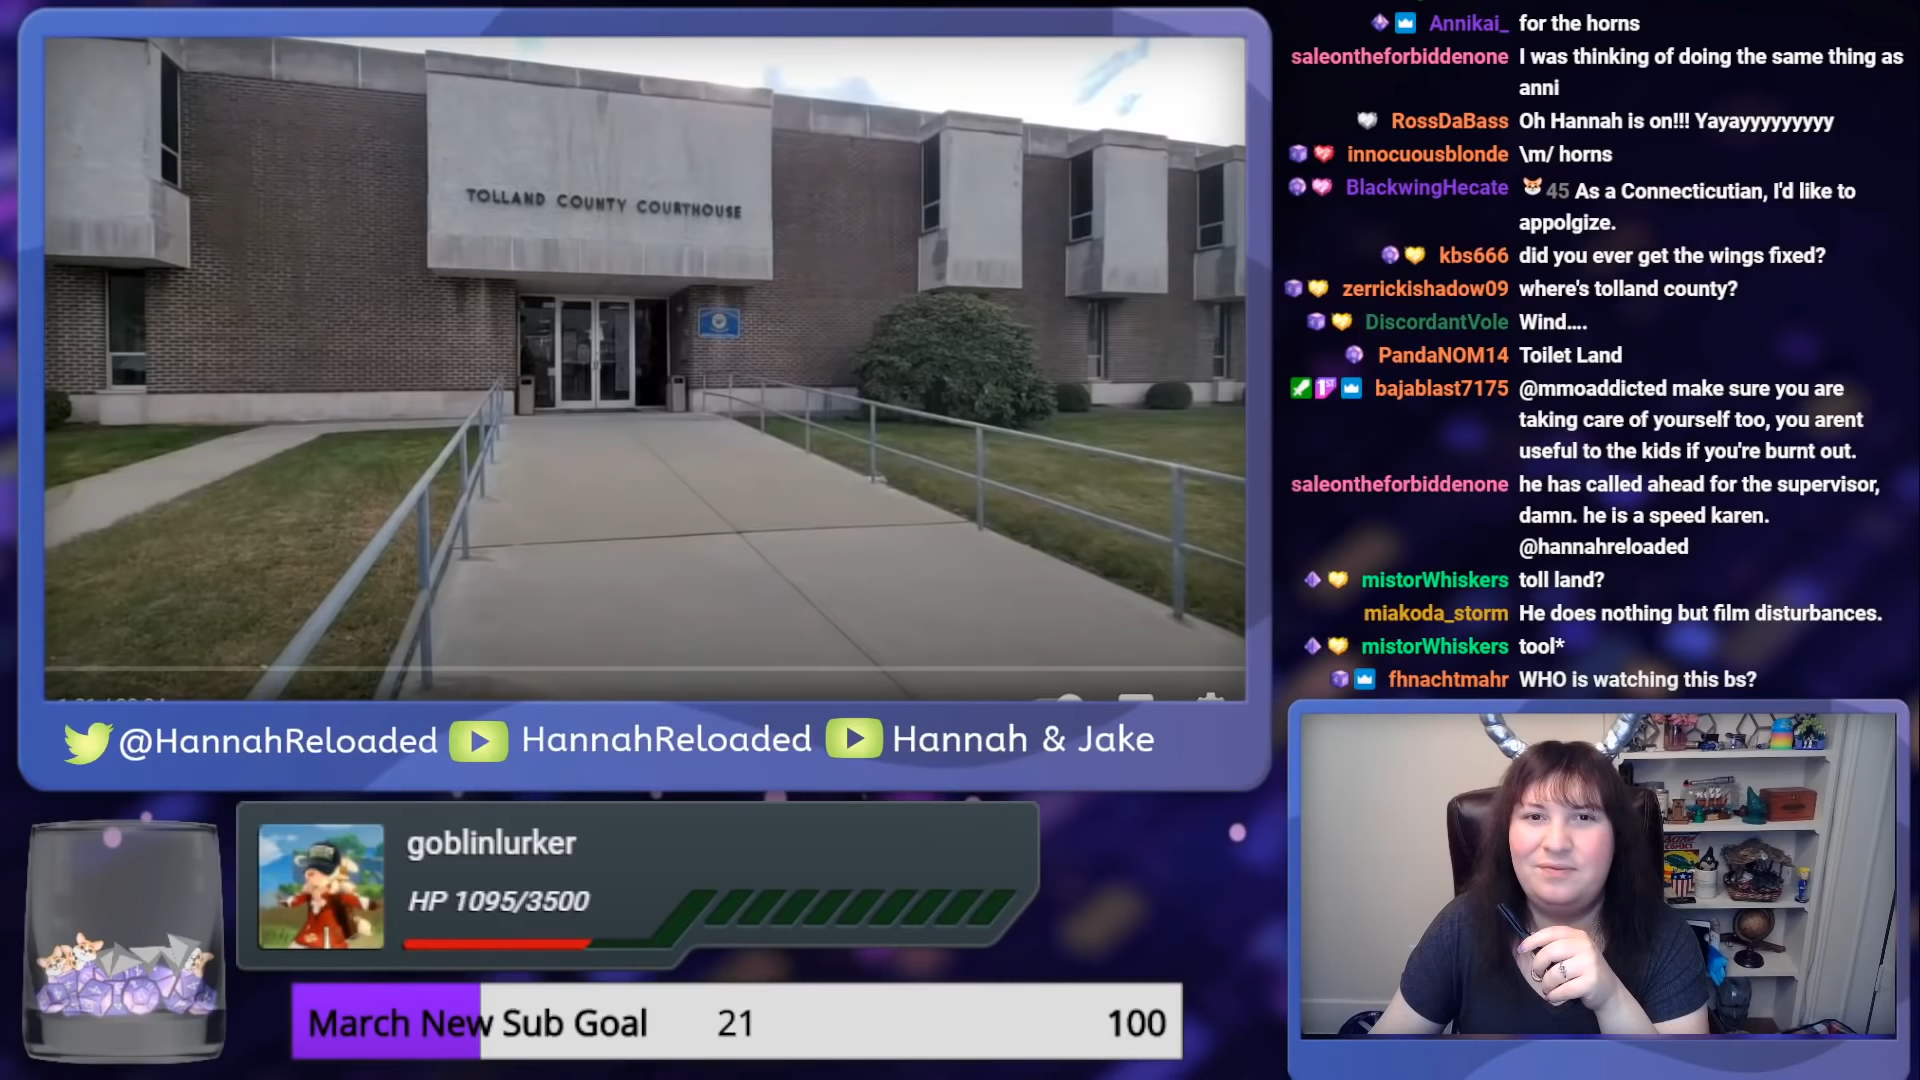 TOLLAND COUNTY COURTHOUSE
@HannahReloaded HannahReloaded Hannah & Jake
goblinlurker
HP 1095/3500
March New Sub Goal 21 100
Annikai_ for the horns
saleontheforbiddenone I was thinking of doing the same thing as
anni
RossDaBass Oh Hannah is on!!! Yayayyyyyyyyy
innocuousblonde \m/ horns
BlackwingHecate 45 As a Connecticutian, I'd like to
appolgize.
kbs666 did you ever get the wings fixed?
zerrickishadow09 where's tolland county?
DiscordantVole Wind....
PandaNOM14 Toilet Land
1ST bajablast7175 @mmoaddicted make sure you are
taking care of yourself too, you arent
useful to the kids if you're burnt out.
saleontheforbiddenone he has called ahead for the supervisor,
damn. he is a speed karen.
@hannahreloaded
mistorWhiskers toll land?
miakoda_storm He does nothing but film disturbances.
mistorWhiskers tool*
fhnachtmahr WHO is watching this bs?